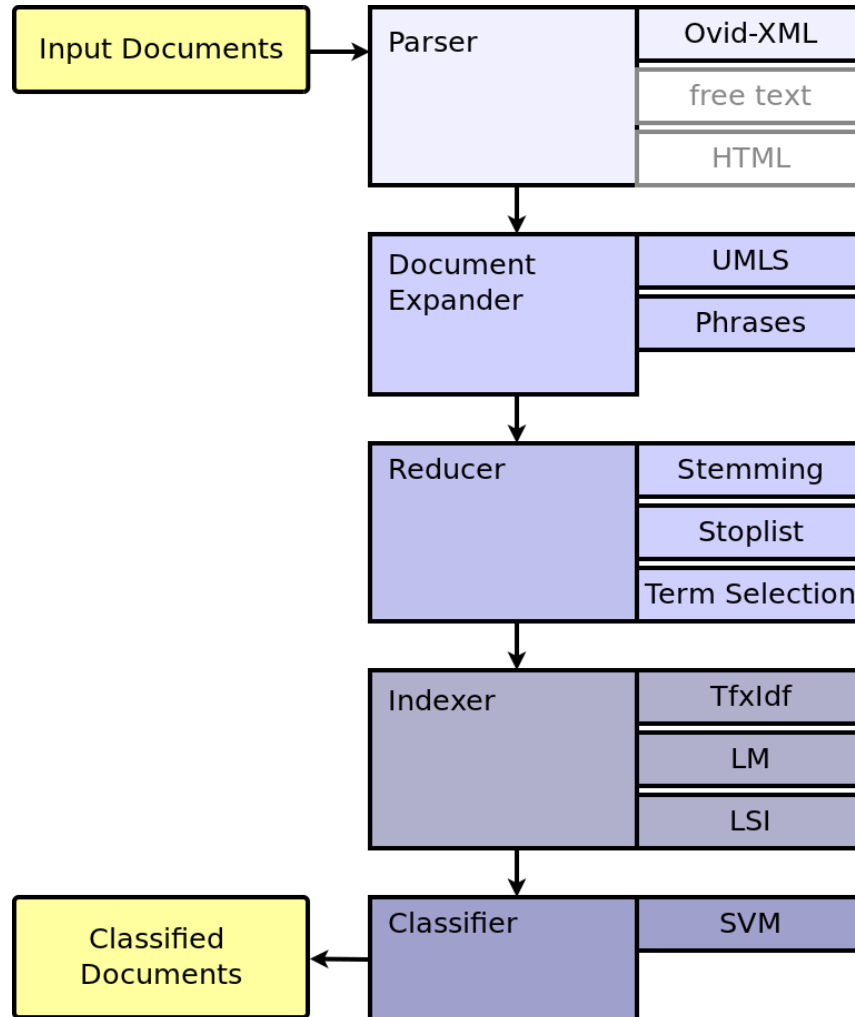 Input Documents
Parser
Ovid-XML
free text
HTML
Document
Expander
UMLS
Phrases
Reducer
Stemming
Stoplist
Term Selection
Indexer
TfxIdf
LM
LSI
Classifier
SVM
Classified
Documents